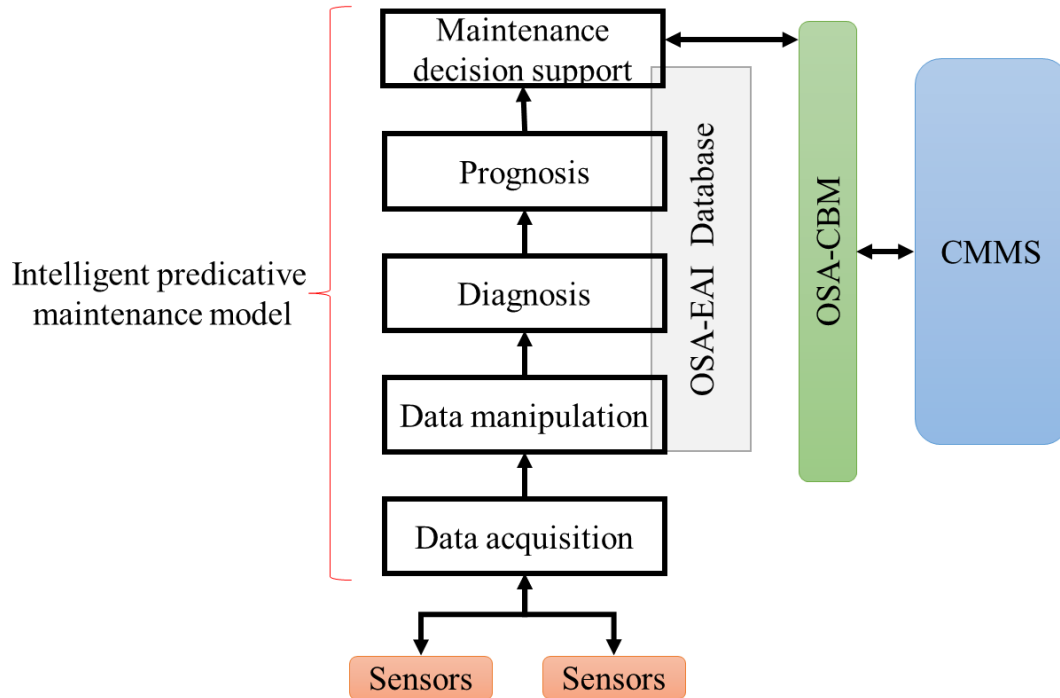 Maintenance
decision support
Prognosis
Diagnosis
Data manipulation
Data acquisition
Intelligent predicative
maintenance model
OSA-EAI Database
OSA-CBM
CMMS
Sensors
Sensors